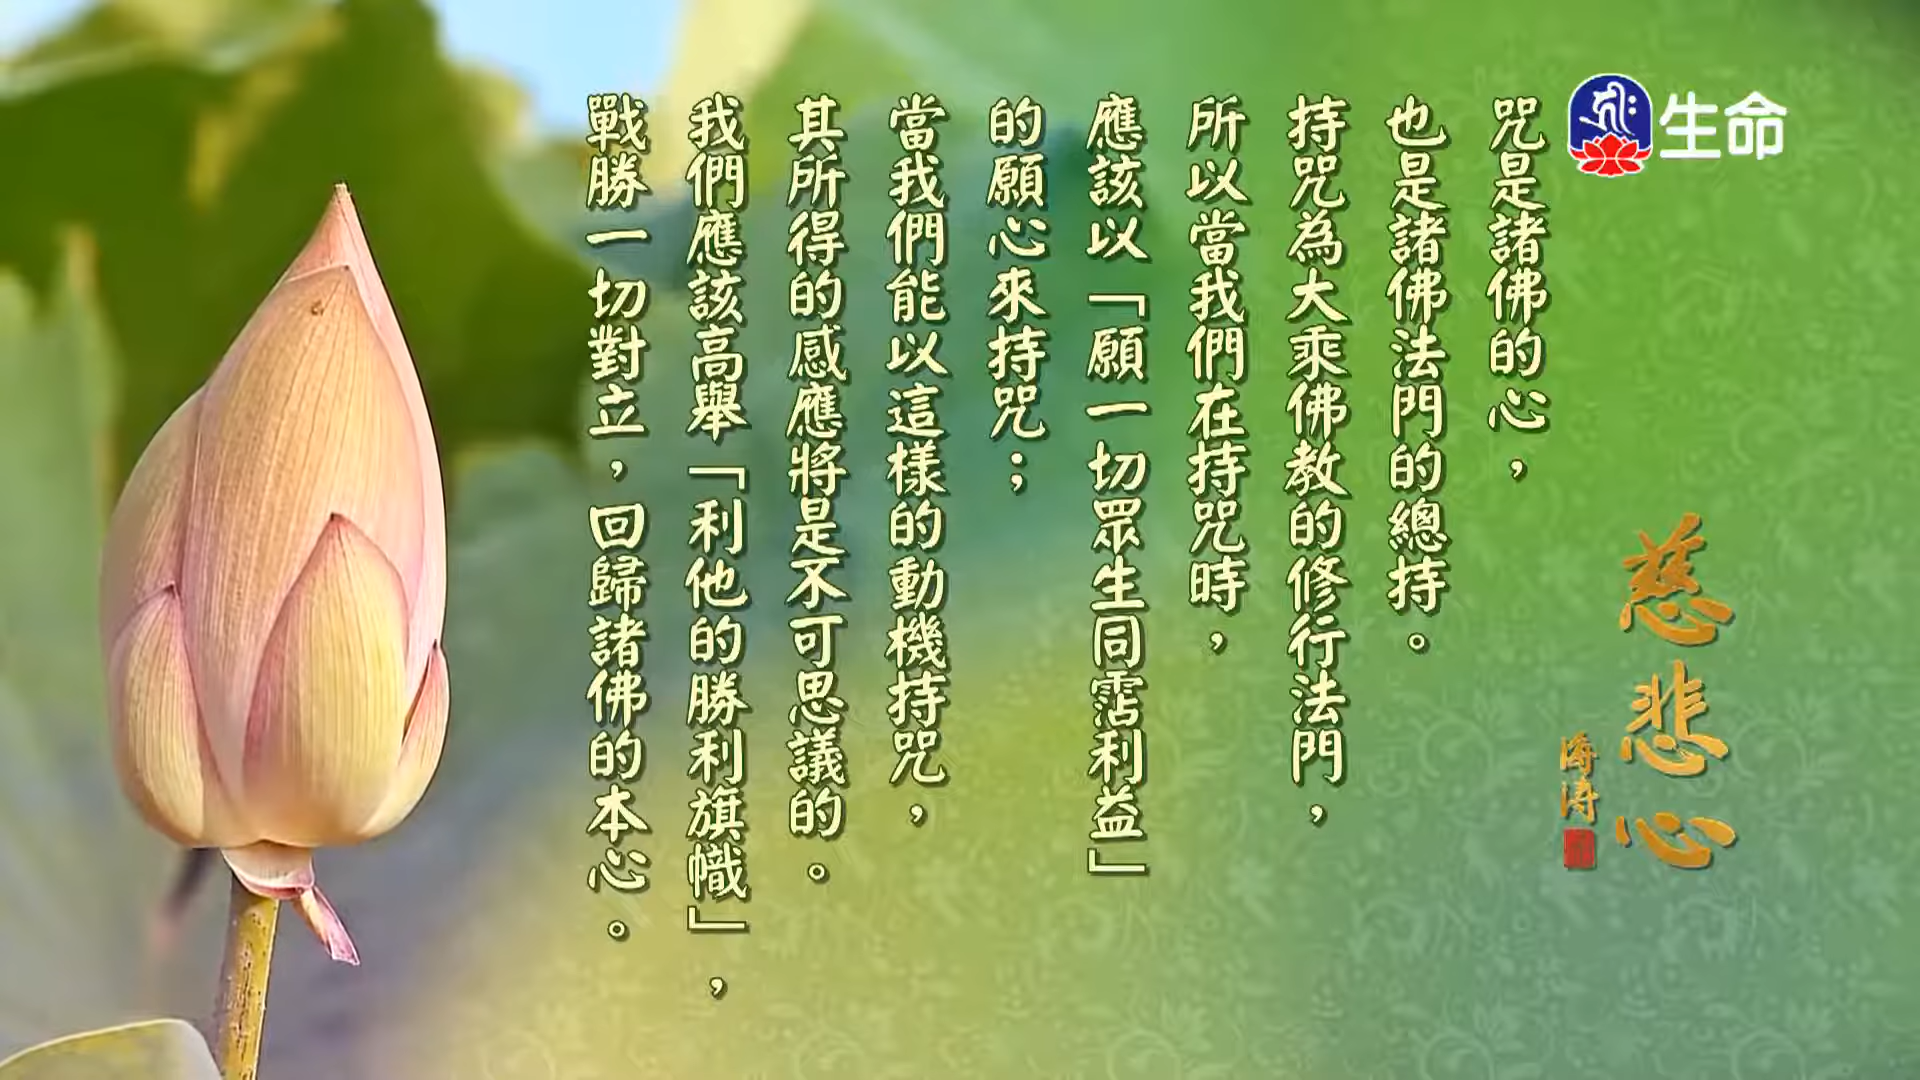 生命
慈悲心
海濤
咒是諸佛的心，
也是諸佛法門的總持。
持咒為大乘佛教的修行法門，
所以當我們在持咒時，
應該以「願一切眾生同霑利益」
的願心來持咒；
當我們能以這樣的動機持咒，
其所得的感應將是不可思議的。
我們應該高舉「利他的勝利旗幟」，
戰勝一切對立，回歸諸佛的本心。